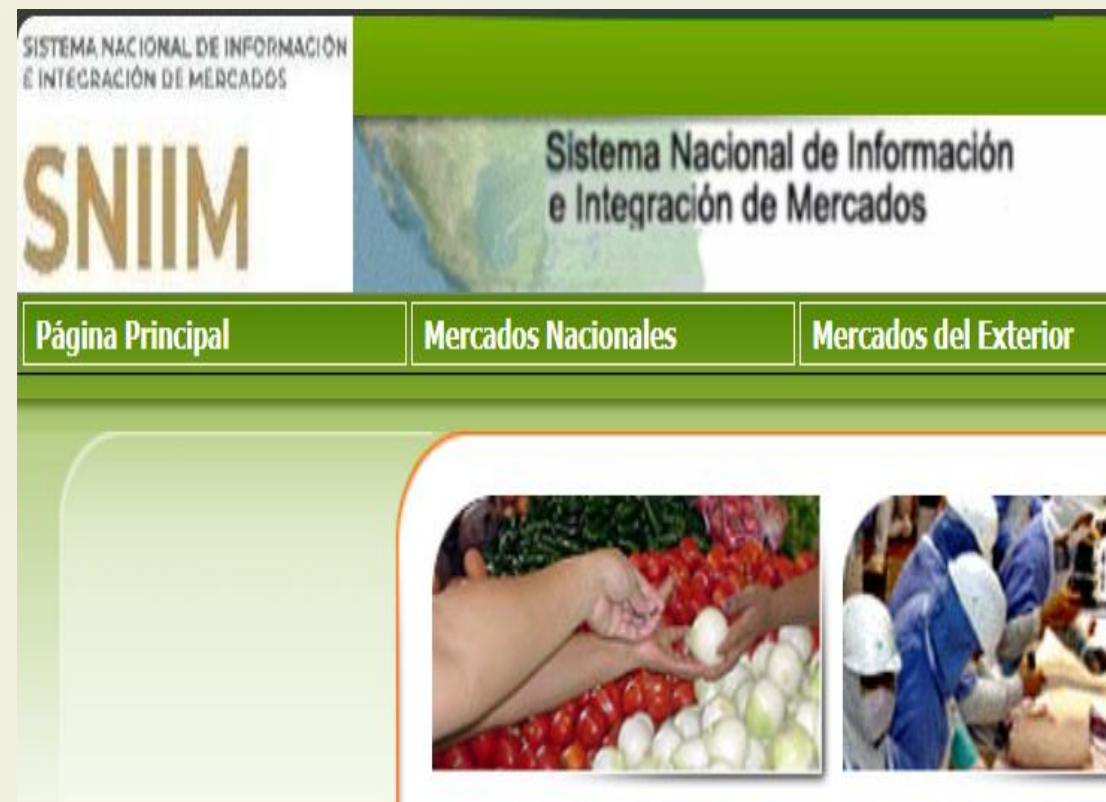 SISTEMA NACIONAL DE INFORMACIÓN
E INTEGRACIÓN DE MERCADOS
SNIIM
Sistema Nacional de Información
e Integración de Mercados
Página Principal
Mercados Nacionales
Mercados del Exterior